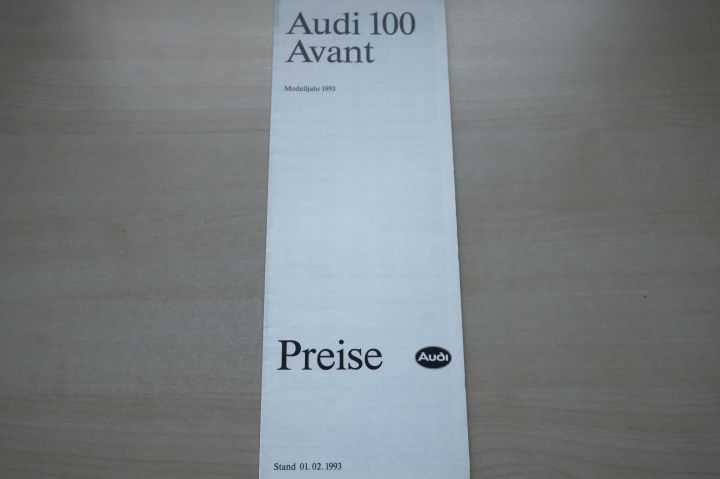 Audi 100
Avant
Modelljahr 1993
Preise
Audi
Stand 01.02.1993